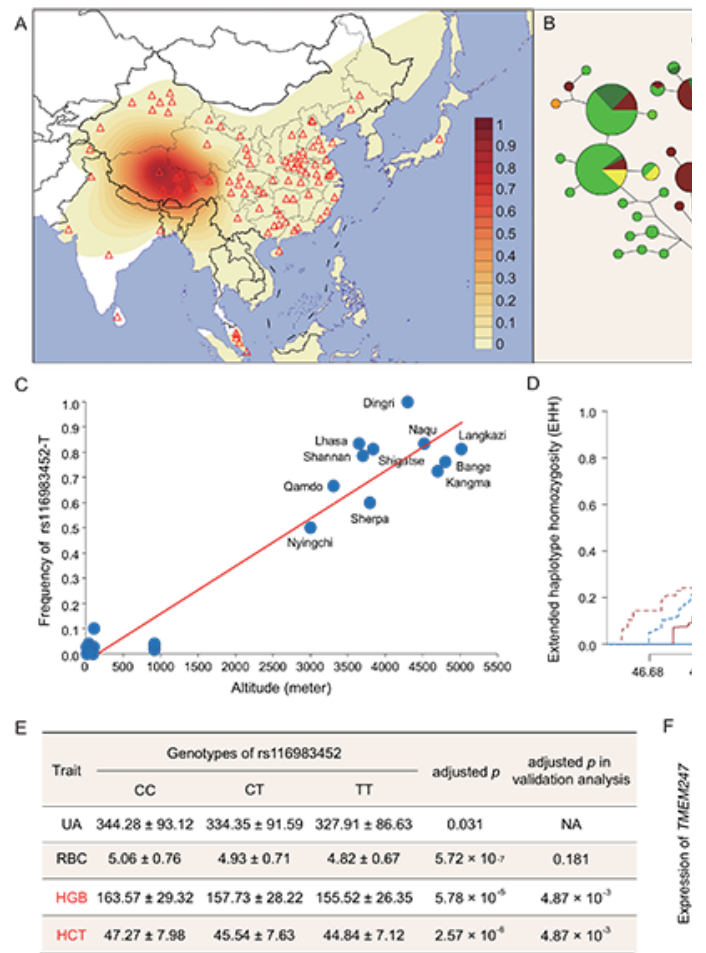 A
B
1
0.9
0.8
0.7
0.6
0.5
0.4
0.3
0.2
0.1
0
C
Frequency of rs116983452-T
1.0
0.9
0.8
0.7
0.6
0.5
0.4
0.3
0.2
0.1
0.0
Dingri
Naqu
Langkazi
Lhasa
Shannan
Shigatse
Bange
Kangma
Qamdo
Sherpa
Nyingchi
0 500 1000 1500 2000 2500 3000 3500 4000 4500 5000 5500
Altitude (meter)
D
Extended haplotype homozygosity (EHH)
1.0
0.8
0.6
0.4
0.2
0.0
46.68 4
E
Trait Genotypes of rs116983452 adjusted p adjusted p in validation analysis
CC CT TT
UA 344.28 ± 93.12 334.35 ± 91.59 327.91 ± 86.63 0.031 NA
RBC 5.06 ± 0.76 4.93 ± 0.71 4.82 ± 0.67 5.72 × 10-7 0.181
HGB 163.57 ± 29.32 157.73 ± 28.22 155.52 ± 26.35 5.78 × 10-5 4.87 × 10-3
HCT 47.27 ± 7.98 45.54 ± 7.63 44.84 ± 7.12 2.57 × 10-6 4.87 × 10-3
F
Expression of TMEM247